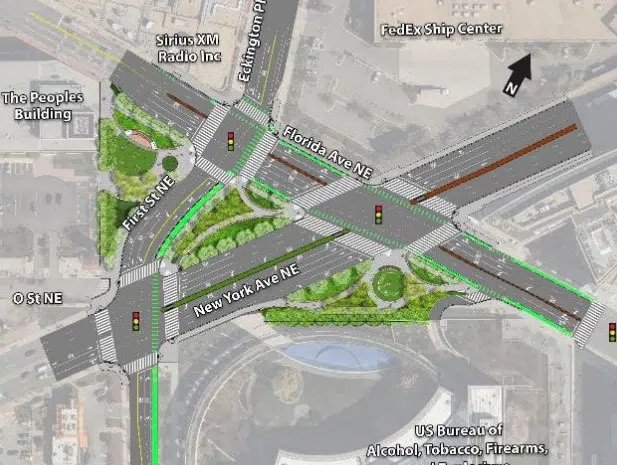 Sirius XM
Radio Inc
Eckington Pl
FedEx Ship Center
N
The Peoples
Building
Florida Ave NE
First St NE
New York Ave NE
O St NE
US Bureau of
Alcohol, Tobacco, Firearms,